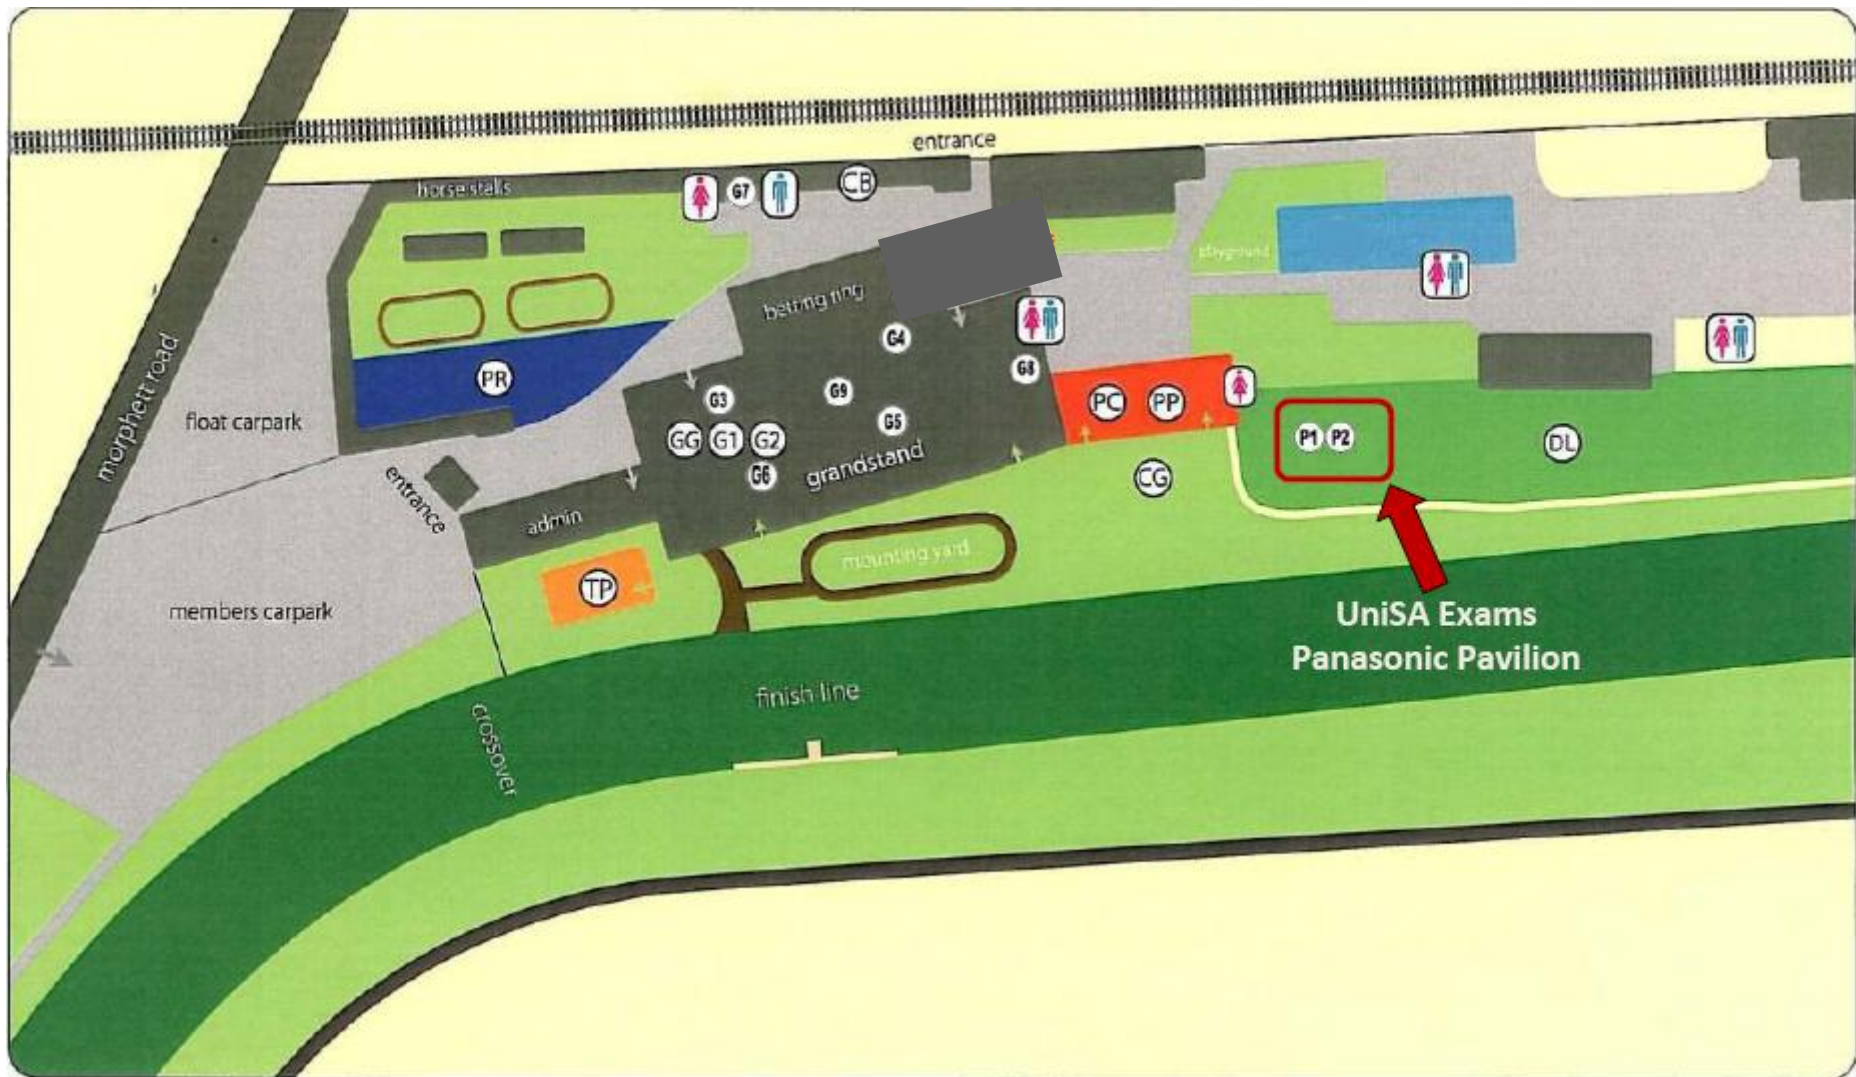 entrance
horse stalls
G7
CB
playground
betting ring
morphett road
G4
PR
G8
G9
G3
PC
PP
float carpark
G5
GG
G1
G2
P1
P2
DL
grandstand
G6
CG
entrance
admin
mounting yard
TP
members carpark
UniSA Exams
Panasonic Pavilion
finish line
crossover